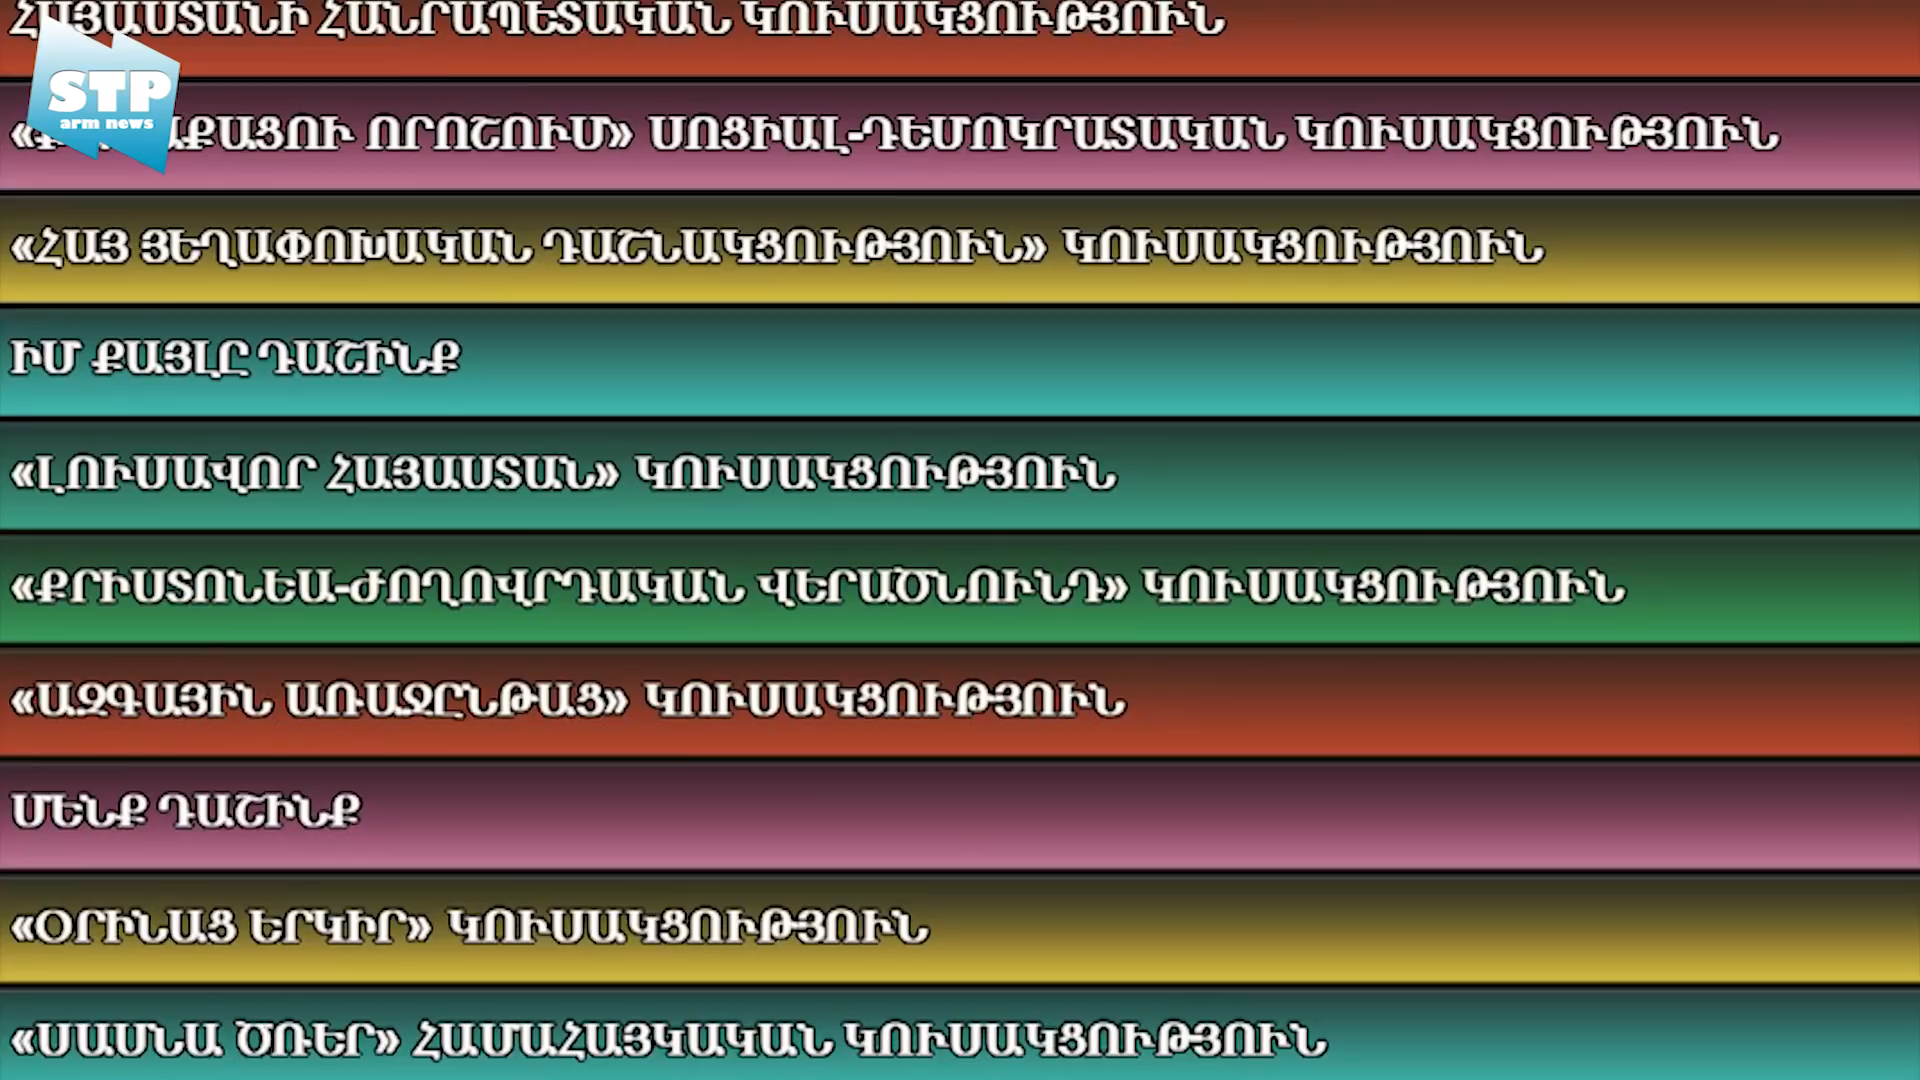 ՀԱՅԱՍՏԱՆԻ ՀԱՆՐԱՊԵՏԱԿԱՆ ԿՈՒՍԱԿՑՈՒԹՅՈՒՆ
STP
arm news
ՈՐՈՇՈՒՄ» ՍՈՑԻԱԼ-ԴԵՄՈԿՐԱՏԱԿԱՆ ԿՈՒՍԱԿՑՈՒԹՅՈՒՆ
«ՀԱՅ ՅԵՂԱՓՈԽԱԿԱՆ ԴԱՇՆԱԿՑՈՒԹՅՈՒՆ» ԿՈՒՍԱԿՑՈՒԹՅՈՒՆ
ԻՄ ՔԱՅԼԸ ԴԱՇԻՆՔ
«ԼՈՒՍԱՎՈՐ ՀԱՅԱՍՏԱՆ» ԿՈՒՍԱԿՑՈՒԹՅՈՒՆ
«ՔՐԻՍՏՈՆԵԱ-ԺՈՂՈՎՐԴԱԿԱՆ ՎԵՐԱԾՆՈՒՆԴ» ԿՈՒՍԱԿՑՈՒԹՅՈՒՆ
«ԱԶԳԱՅԻՆ ԱՌԱՋԸՆԹԱՑ» ԿՈՒՍԱԿՑՈՒԹՅՈՒՆ
ՄԵՆՔ ԴԱՇԻՆՔ
«ՕՐԻՆԱՑ ԵՐԿԻՐ» ԿՈՒՍԱԿՑՈՒԹՅՈՒՆ
«ՍԱՍՆԱ ԾՌԵՐ» ՀԱՄԱՀԱՅԿԱԿԱՆ ԿՈՒՍԱԿՑՈՒԹՅՈՒՆ